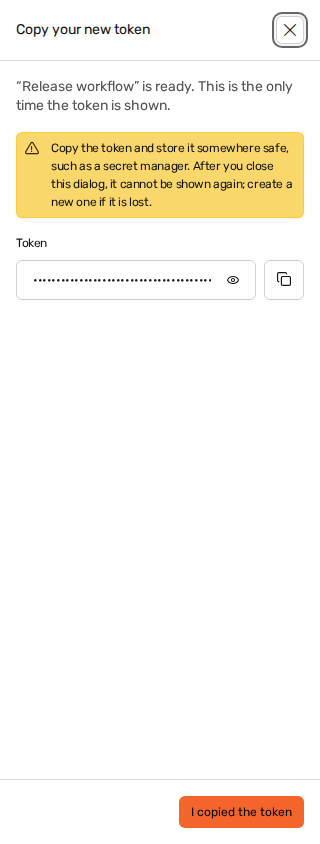 Copy your new token
“Release workflow” is ready. This is the only
time the token is shown.
Copy the token and store it somewhere safe,
such as a secret manager. After you close
this dialog, it cannot be shown again; create a
new one if it is lost.
Token
I copied the token